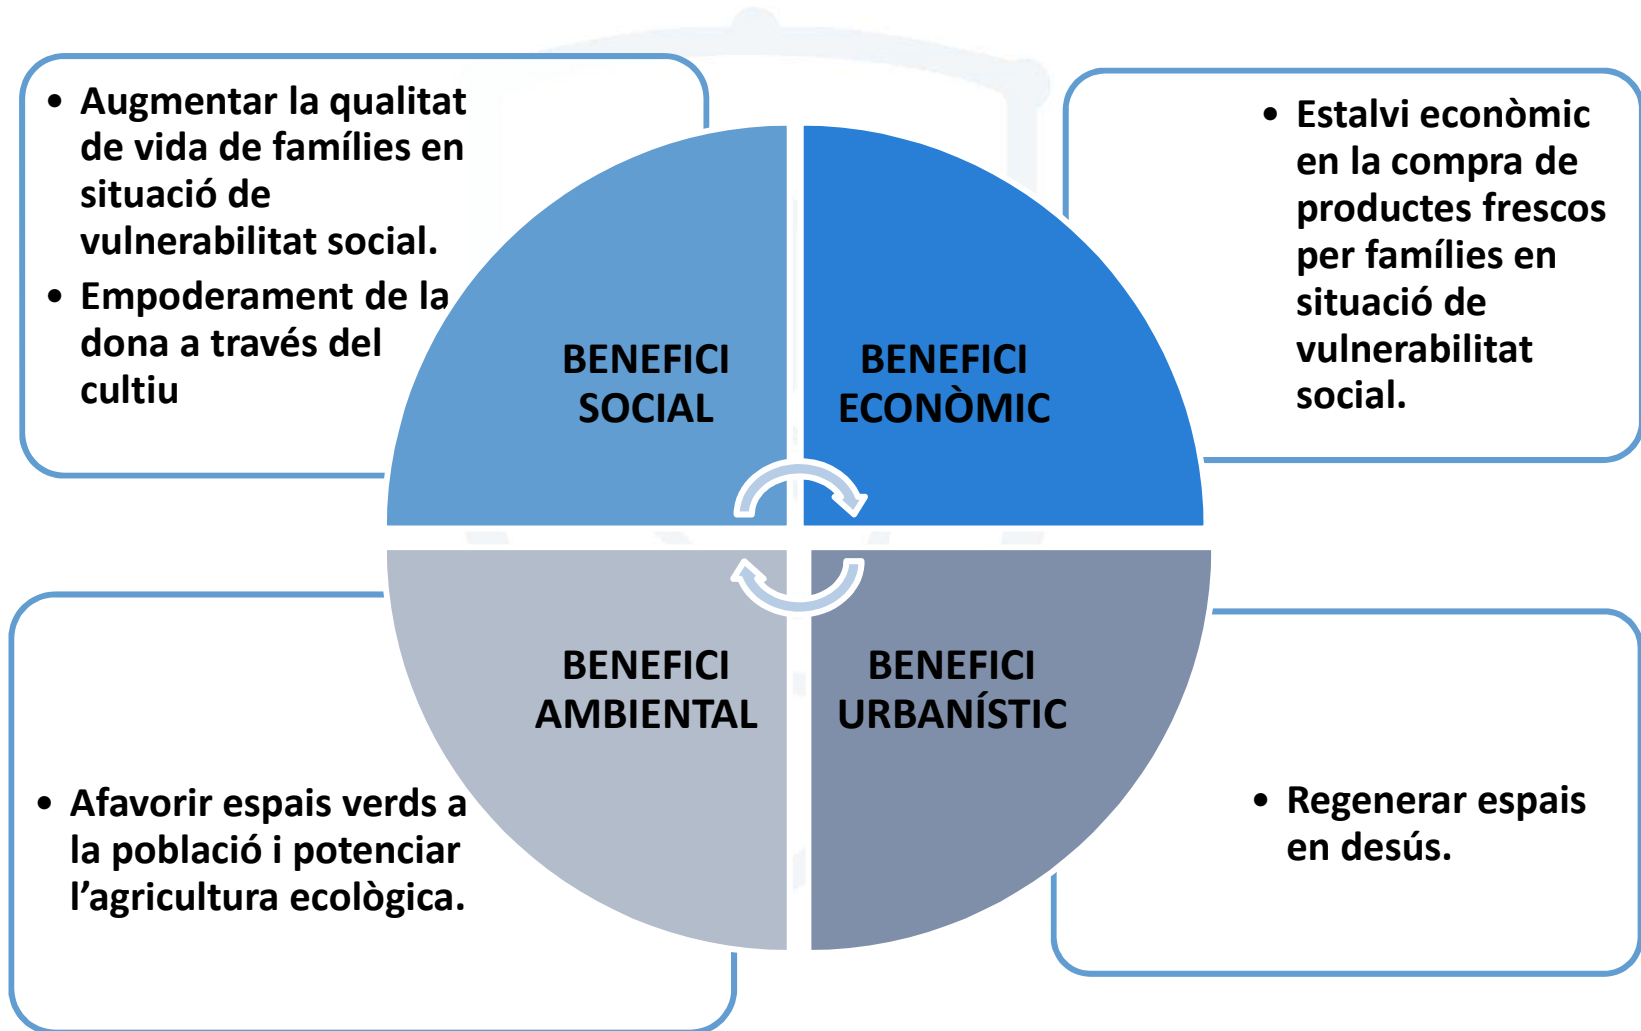 • Augmentar la qualitat
de vida de famílies en
situació de
vulnerabilitat social.
• Empoderament de la
dona a través del
cultiu
BENEFICI
SOCIAL
BENEFICI
ECONÒMIC
• Estalvi econòmic
en la compra de
productes frescos
per famílies en
situació de
vulnerabilitat
social.
BENEFICI
AMBIENTAL
BENEFICI
URBANÍSTIC
• Afavorir espais verds a
la població i potenciar
l’agricultura ecològica.
• Regenerar espais
en desús.